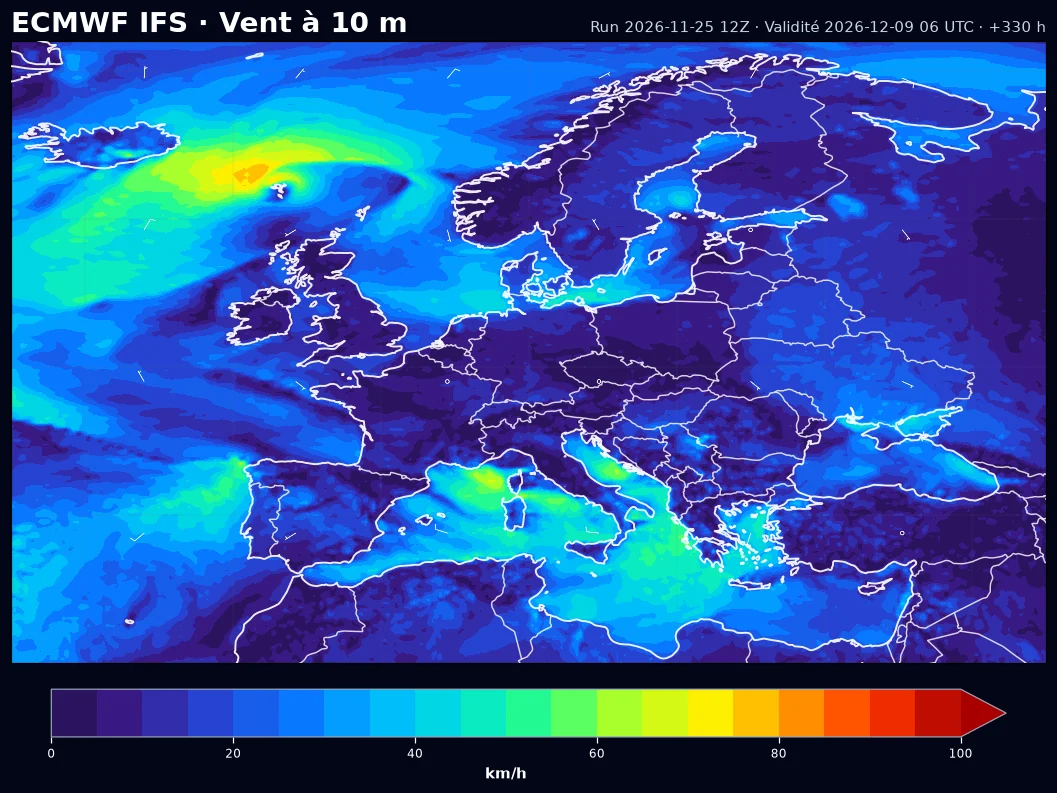 ECMWF IFS · Vent à 10 m
Run 2026-11-25 12Z · Validité 2026-12-09 06 UTC · +330 h
0 20 40 60 80 100
km/h